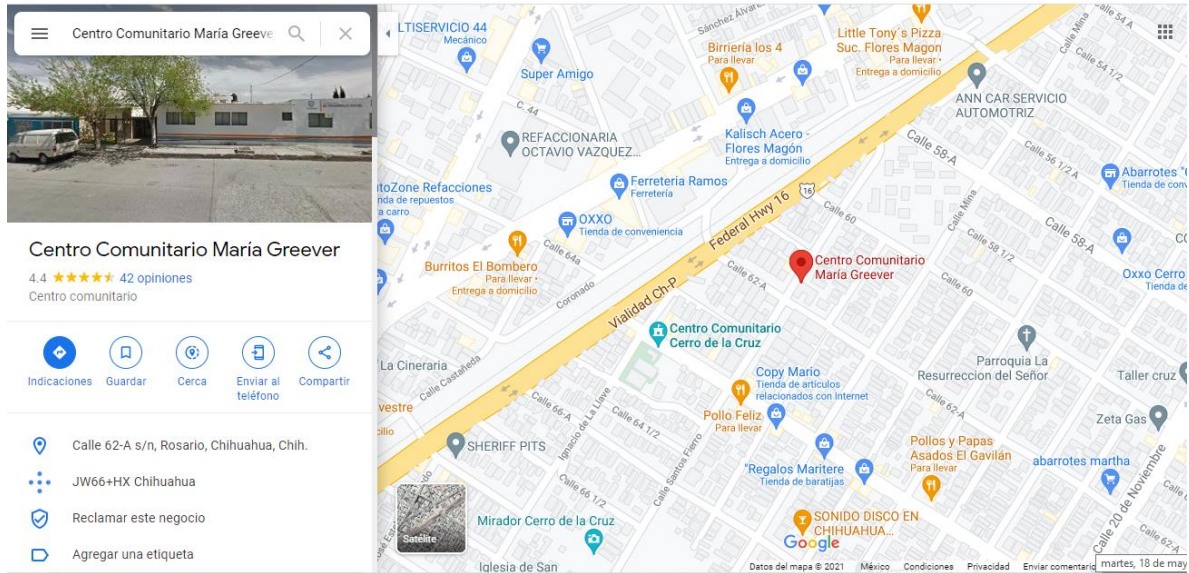 Centro Comunitario María Greeve
Centro Comunitario María Greever
4.4
42 opiniones
Centro comunitario
Indicaciones
Guardar
Cerca
Enviar al
teléfono
Compartir
Calle 62-A s/n, Rosario, Chihuahua, Chih.
JW66+HX Chihuahua
Reclamar este negocio
Agregar una etiqueta
LTISERVICIO 44
Mecánico
Super Amigo
Sánchez Álvare
Birriería los 4
Para llevar
Little Tony's Pizza
Suc. Flores Magon
Para llevar •
Entrega a domicilio
Calle Mina
Calle 54 A
Calle 54 1/2
ANN CAR SERVICIO
AUTOMOTRIZ
C. 44
REFACCIONARIA
OCTAVIO VAZQUEZ...
Kalisch Acero -
Flores Magón
Entrega a domicilio
Calle 58-A
Calle 56 1/2 A
Abarrotes "
Tienda de conv
utoZone Refacciones
nda de repuestos
a carro
Ferreteria Ramos
Ferretería
16
Federal Hwy 16
Calle 60
Calle Mina
Calle 58 1/2
Calle 58-A
OXXO
Tienda de conveniencia
Calle 64a
Burritos El Bombero
Para llevar •
Entrega a domicilio
Coronado
Vialidad Ch-P
Centro Comunitario
María Greever
Calle 62-A
Calle 60
Oxxo Cerro
Tienda de
Centro Comunitario
Cerro de la Cruz
La Cineraria
Calle Castañeda
vestre
cilio
Parroquia La
Resurreccion del Señor
Taller cruz
Copy Mario
Tienda de artículos
relacionados con Internet
Pollo Feliz
Para llevar
Calle 62-A
Zeta Gas
Calle 66-A
Ignacio de La Llave
Calle 64 1/2
SHERIFF PITS
Calle 66 1/2
Calle Santos Fierro
"Regalos Maritere
Tienda de baratijas
Pollos y Papas
Asados El Gavilán
Para llevar
abarrotes martha
Calle 20 de Noviembre
Satélite
Mirador Cerro de la Cruz
Iglesia de San
SONIDO DISCO EN
CHIHUAHUA...
Calle 62 1/2
Google
Datos del mapa © 2021
México
Condiciones
Privacidad
Enviar comentario
martes, 18 de may